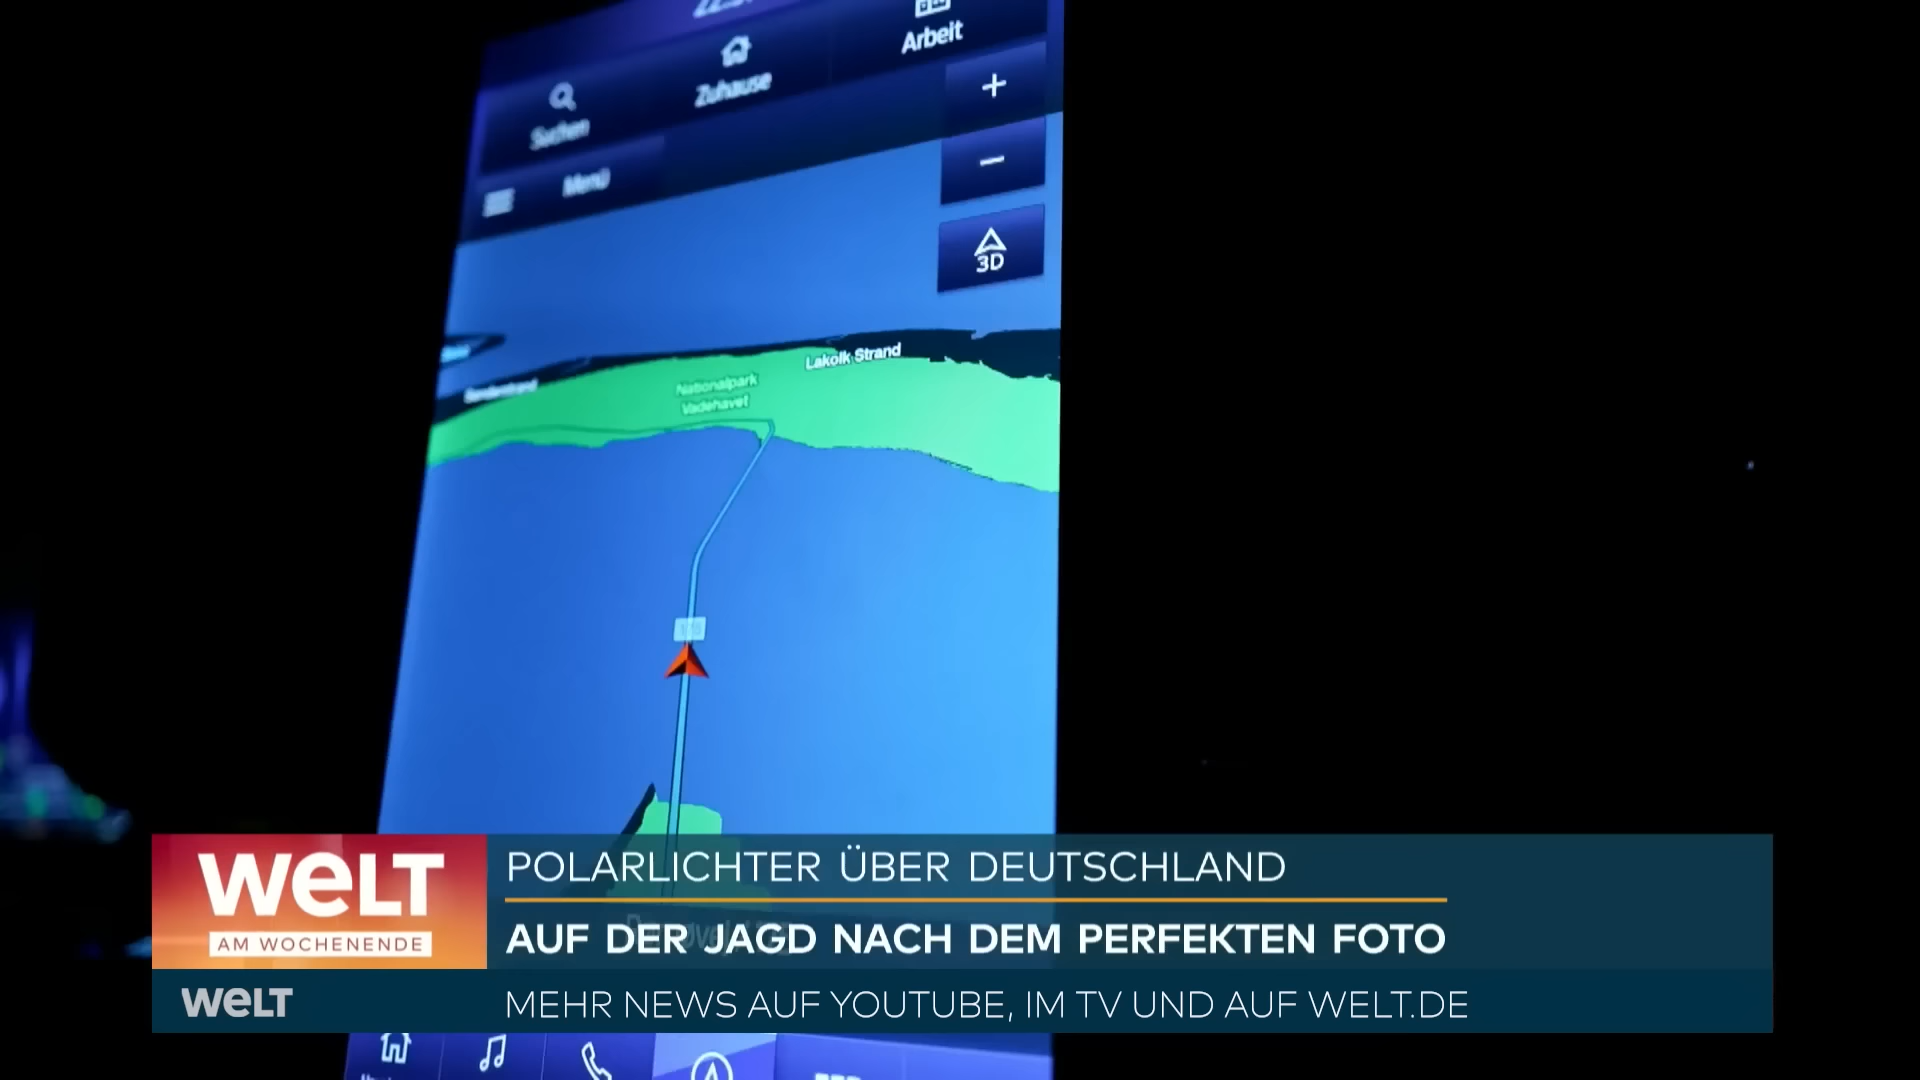 Arbeit
Zuhause
Suchen
Menü
3D
Lakolk Strand
Nationalpark
Vadehavet
WELT
AM WOCHENENDE
POLARLICHTER ÜBER DEUTSCHLAND
AUF DER JAGD NACH DEM PERFEKTEN FOTO
WELT
MEHR NEWS AUF YOUTUBE, IM TV UND AUF WELT.DE